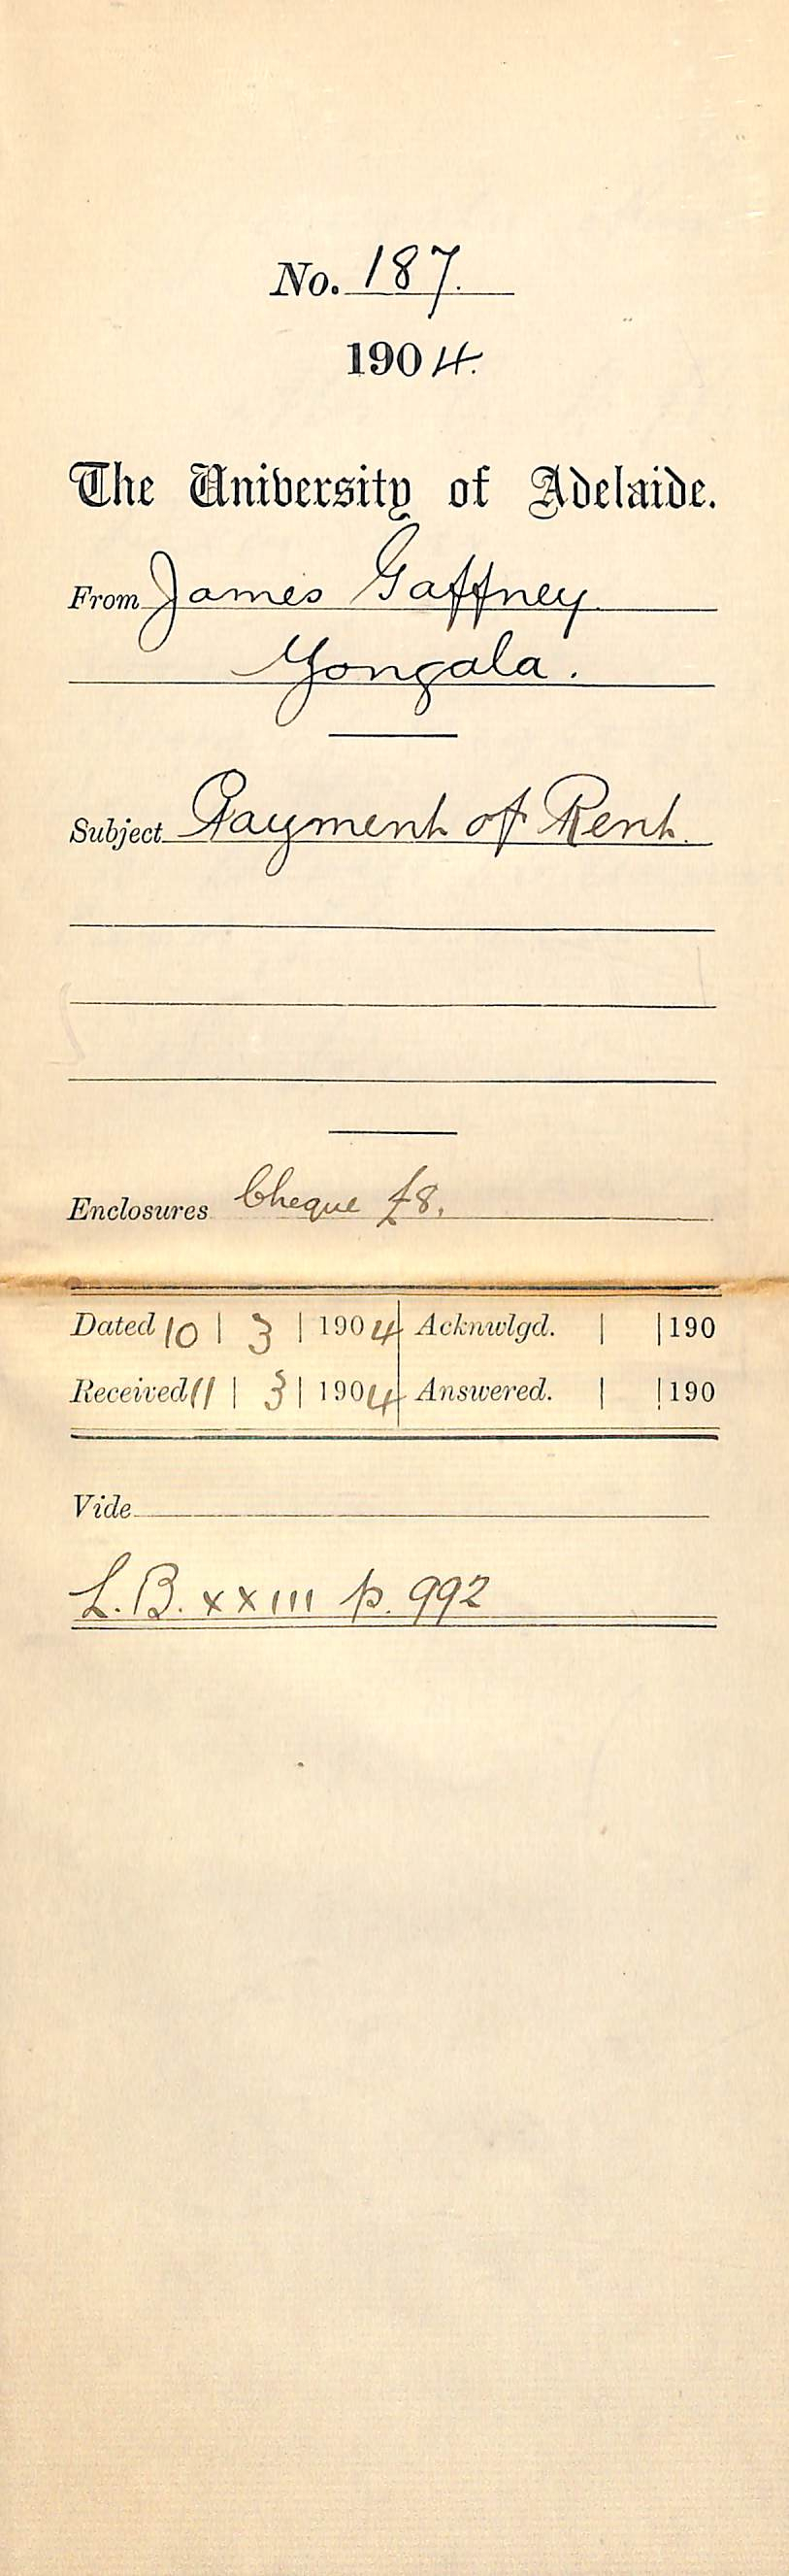 No. 187.
1904.
The University of Adelaide.
From James Gaffney
Yongala.
Subject Payment of Rent.
Enclosures Cheque £8.
Dated 10 | 3 | 1904 Acknwlgd. | | 190
Received 11 | 3 | 1904 Answered. | | 190
Vide
L.B. xxiii p. 992